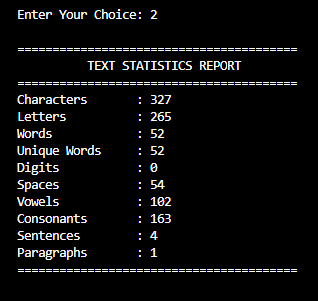 Enter Your Choice: 2
========================================
TEXT STATISTICS REPORT
========================================
Characters : 327
Letters : 265
Words : 52
Unique Words : 52
Digits : 0
Spaces : 54
Vowels : 102
Consonants : 163
Sentences : 4
Paragraphs : 1
========================================